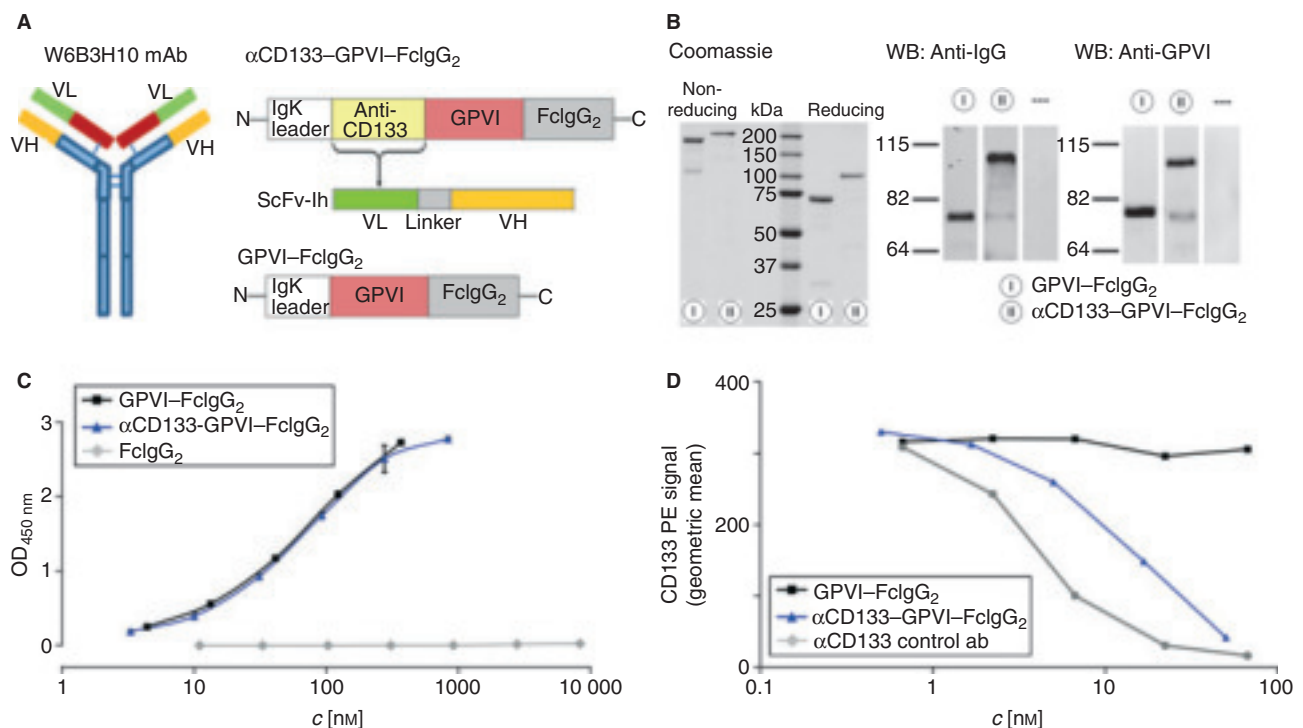 A
W6B3H10 mAb
VL
VL
VH
VH
αCD133–GPVI–FcIgG2
N
IgK leader
Anti-CD133
GPVI
FcIgG2
C
ScFv-Ih
VL
Linker
VH
GPVI–FcIgG2
N
IgK leader
GPVI
FcIgG2
C
B
Coomassie
Non-reducing
kDa
Reducing
200
150
100
75
50
37
25
I
II
I
II
WB: Anti-IgG
I
II
---
115
82
64
WB: Anti-GPVI
I
II
---
115
82
64
I GPVI–FcIgG2
II αCD133–GPVI–FcIgG2
C
GPVI–FcIgG2
αCD133-GPVI–FcIgG2
FcIgG2
OD450 nm
3
2
1
0
1
10
100
1000
10 000
c [nM]
D
CD133 PE signal
(geometric mean)
400
200
0
GPVI–FcIgG2
αCD133–GPVI–FcIgG2
αCD133 control ab
0.1
1
10
100
c [nM]